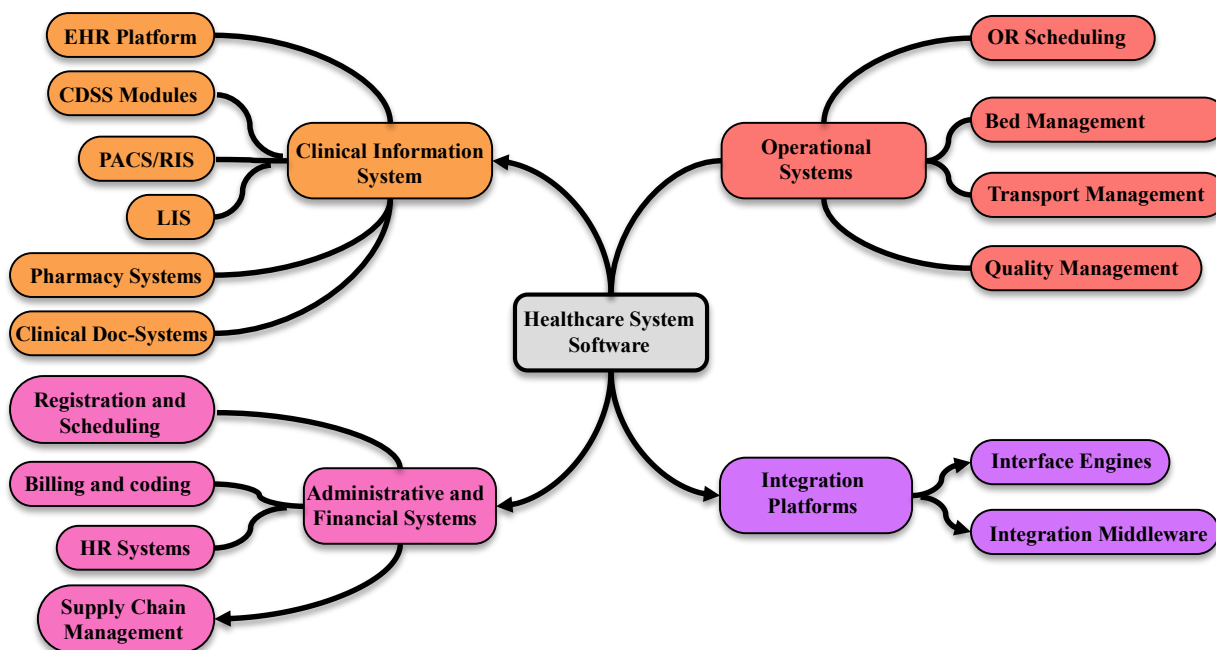 EHR Platform
CDSS Modules
PACS/RIS
LIS
Pharmacy Systems
Clinical Doc-Systems
Clinical Information
System
OR Scheduling
Bed Management
Transport Management
Quality Management
Operational
Systems
Healthcare System
Software
Registration and
Scheduling
Billing and coding
HR Systems
Supply Chain
Management
Administrative and
Financial Systems
Integration
Platforms
Interface Engines
Integration Middleware